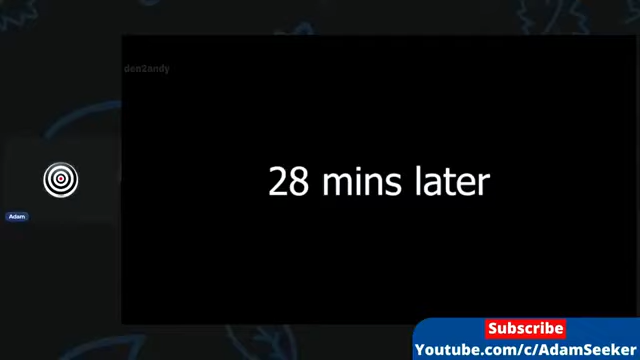 den2andy
28 mins later
Adam
Subscribe
Youtube.com/c/AdamSeeker